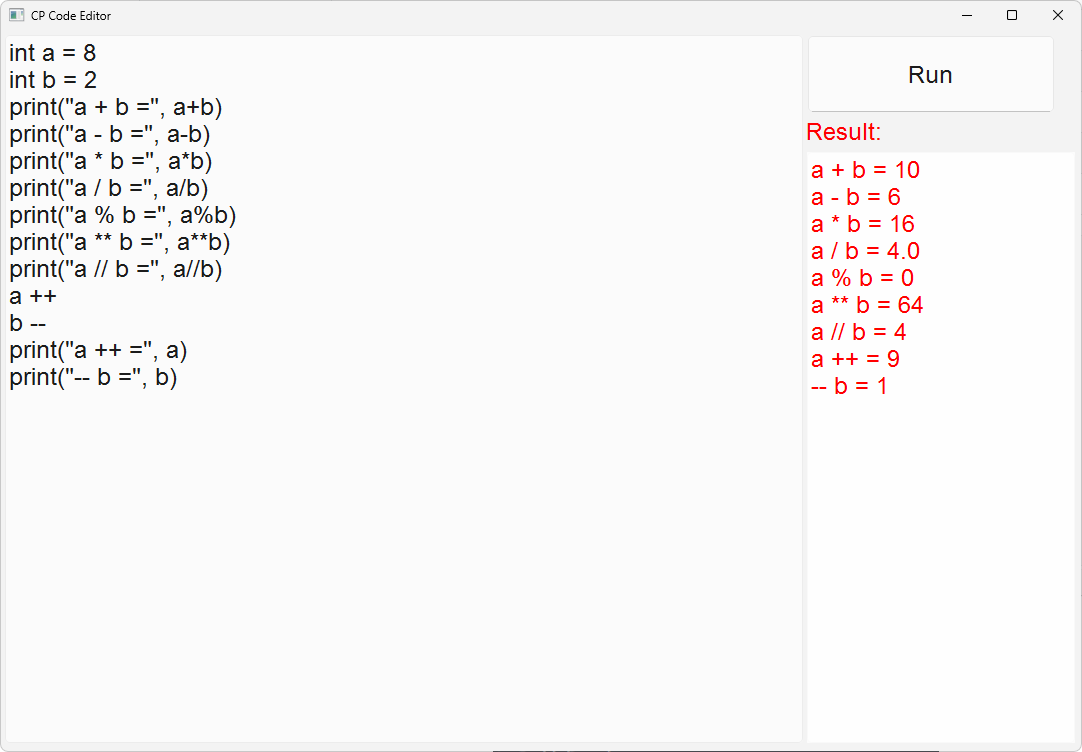 CP Code Editor
int a = 8
int b = 2
print("a + b =", a+b)
print("a - b =", a-b)
print("a * b =", a*b)
print("a / b =", a/b)
print("a % b =", a%b)
print("a ** b =", a**b)
print("a // b =", a//b)
a ++
b --
print("a ++ =", a)
print("-- b =", b)
Run
Result:
a + b = 10
a - b = 6
a * b = 16
a / b = 4.0
a % b = 0
a ** b = 64
a // b = 4
a ++ = 9
-- b = 1